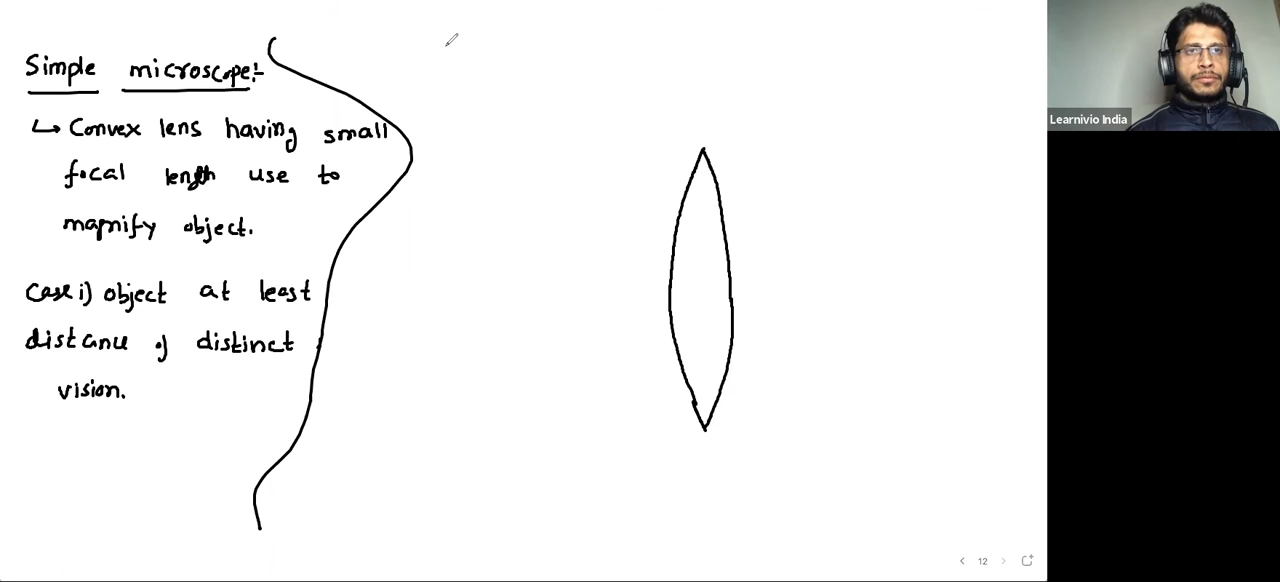 Simple microscope:-
↳ Convex lens having small
focal length use to
magnify object.
Case i) object at least
distance of distinct
vision.
Learnivio India
12